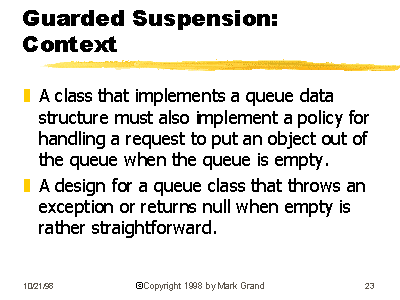 Guarded Suspension:
Context
A class that implements a queue data
structure must also implement a policy for
handling a request to put an object out of
the queue when the queue is empty.
A design for a queue class that throws an
exception or returns null when empty is
rather straightforward.
10/21/98 ©Copyright 1998 by Mark Grand 23